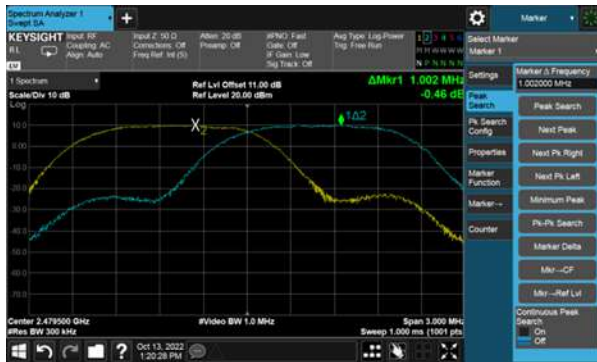 Spectrum Analyzer 1
Swept SA
+
Marker
KEYSIGHT Input: RF Input Z: 50 Ω Atten: 20 dB PNO: Fast Avg Type: Log-Power 1 2 3 4 5 6
RL Coupling: AC Corrections: Off Preamp: Off Gate: Off Trig: Free Run
Align: Auto Freq Ref: Int (S) IF Gain: Low
Sig Track: Off
Select Marker
Marker 1
1 Spectrum
Ref Lvl Offset 11.00 dB
ΔMkr1 1.002 MHz
Scale/Div 10 dB
Ref Level 20.00 dBm
-0.46 dB
Log
10.0
0.00
-10.0
-20.0
-30.0
-40.0
-50.0
-60.0
-70.0
X2
1Δ2
Center 2.479500 GHz
#Video BW 1.0 MHz
Span 3.000 MHz
#Res BW 300 kHz
Sweep 1.000 ms (1001 pts)
Settings
Peak Search
Pk Search Config
Properties
Marker Function
Marker→
Counter
Marker Δ Frequency
1.002000 MHz
Peak Search
Next Peak
Next Pk Right
Next Pk Left
Minimum Peak
Pk-Pk Search
Marker Delta
Mkr→CF
Mkr→Ref Lvl
Continuous Peak Search
On
Off
?
Oct 13, 2022
1:20:28 PM